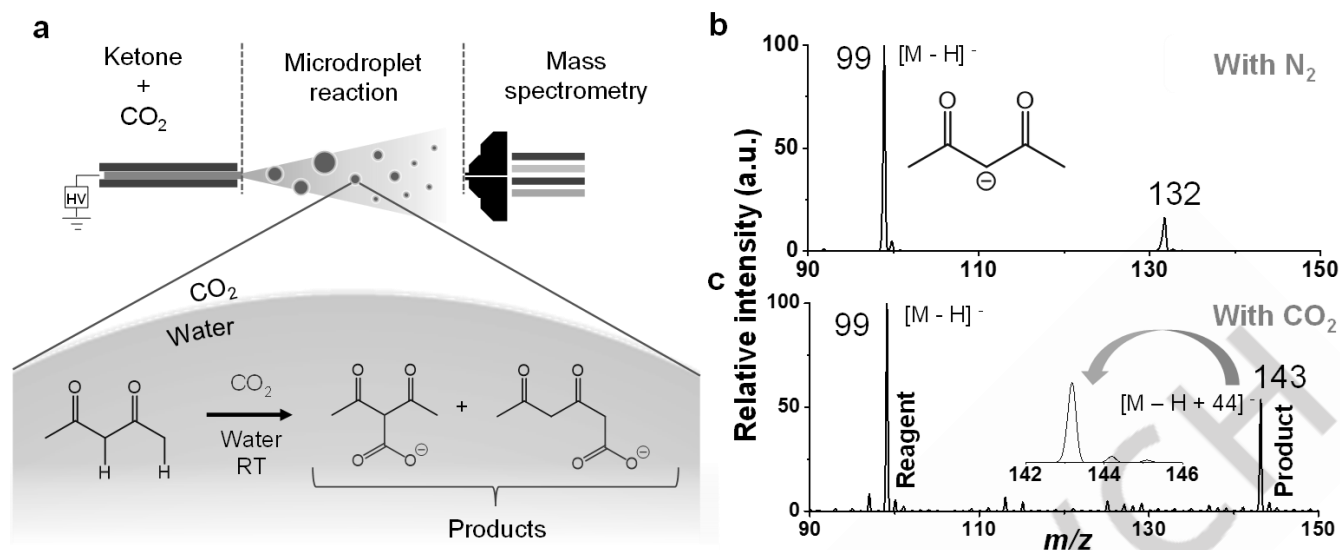 a
Ketone
+
CO₂
Microdroplet
reaction
Mass
spectrometry
HV
CO₂
Water
O O
H H
CO₂
Water
RT
O O
O O⊖
+
O O
O O⊖
Products
b
100
50
0
99
[M - H] ⁻
With N₂
O O
⊖
132
90 110 130 150
c
100
50
0
99
[M - H] ⁻
With CO₂
143
[M – H + 44] ⁻
Reagent
Product
142 144 146
90 110 130 150
m/z
Relative intensity (a.u.)